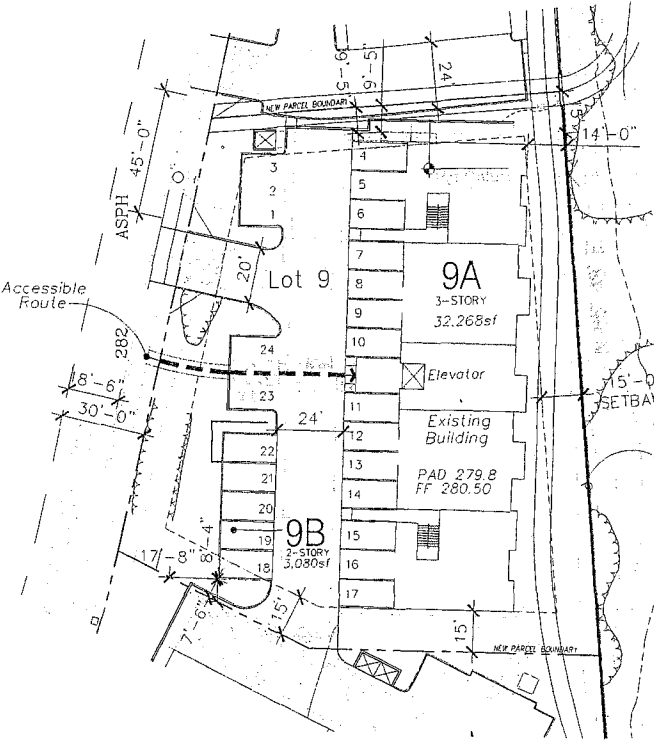 9'-5"
9'-5"
24'
NEW PARCEL BOUNDARY
14'-0"
45'-0"
ASPH
3
2
1
4
5
6
20'
Lot 9
7
8
9
10
9A
3-STORY
32.268sf
Accessible
Route
282
24
23
Elevator
18'-6"
30'-0"
24'
11
12
13
14
15'-0"
SETBA
Existing
Building
PAD 279.8
FF 280.50
22
21
20
19
18
8'-4"
9B
2-STORY
3,080sf
15
16
17
17'-8"
7'-6"
15'
15'
NEW PARCEL BOUNDARY